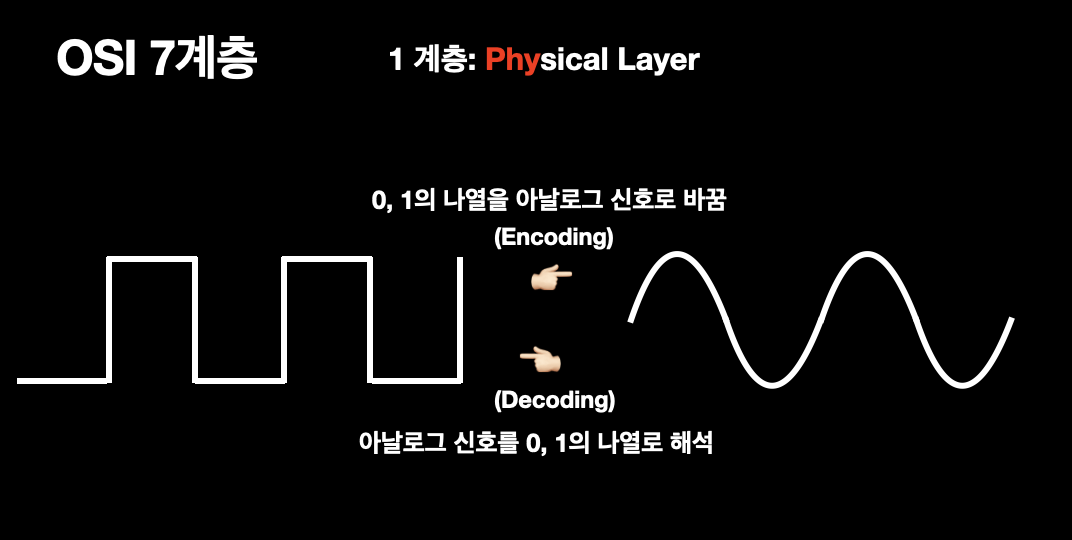 OSI 7계층
1 계층: Physical Layer
0, 1의 나열을 아날로그 신호로 바꿈
(Encoding)
(Decoding)
아날로그 신호를 0, 1의 나열로 해석